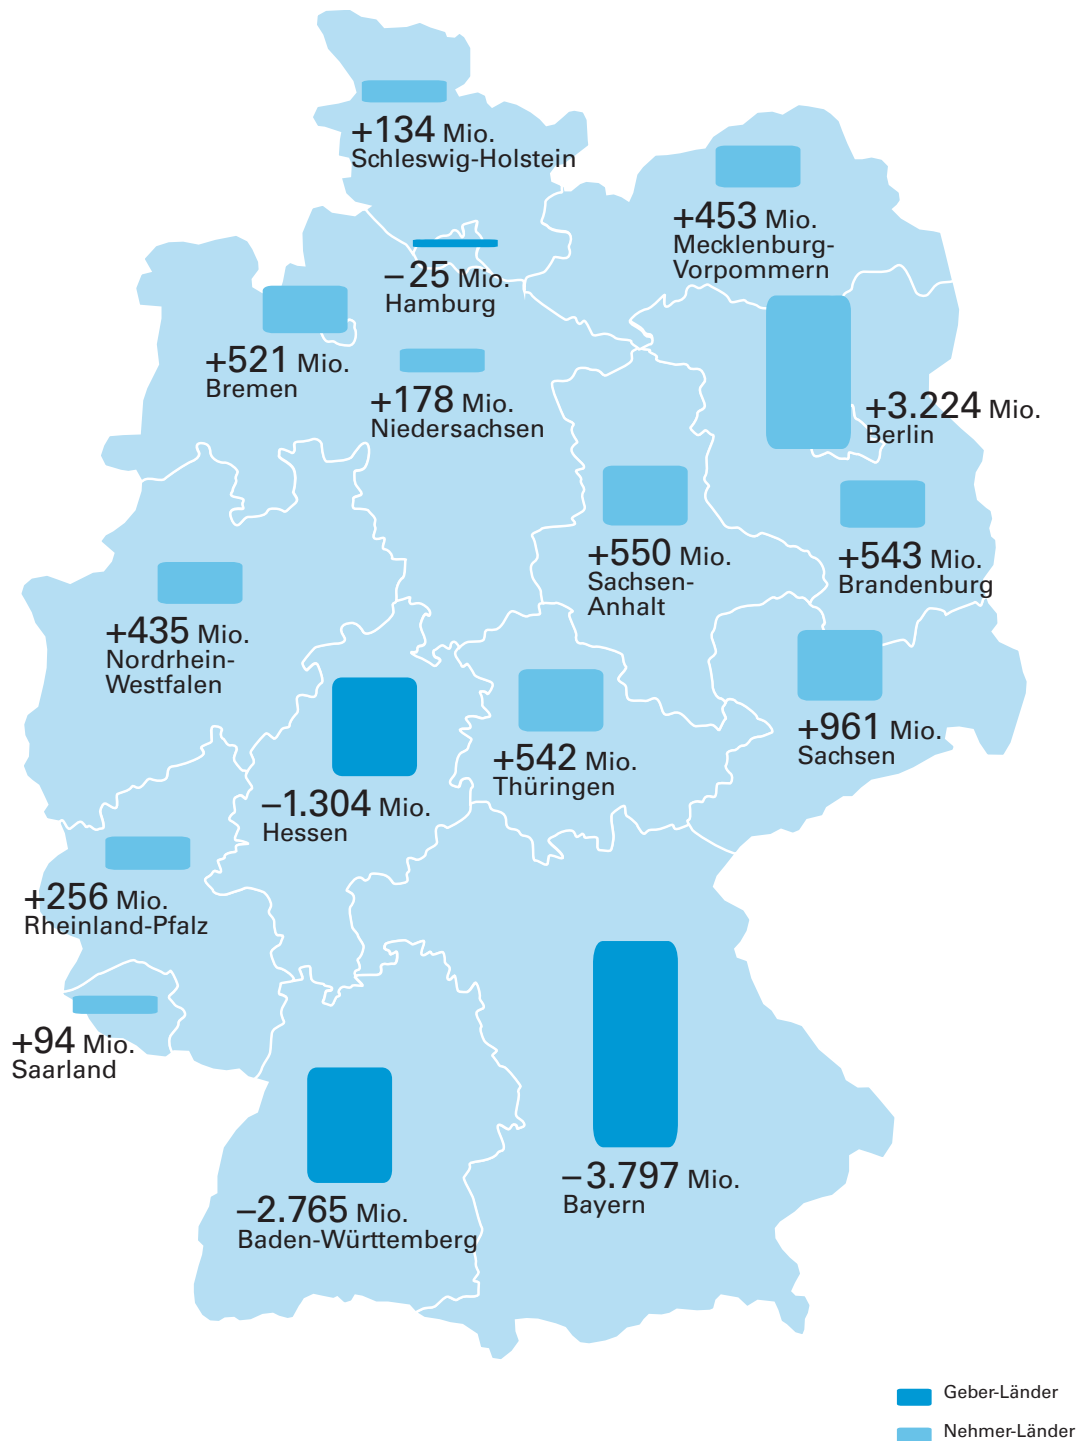 +134 Mio.
Schleswig-Holstein
+453 Mio.
Mecklenburg-
Vorpommern
–25 Mio.
Hamburg
+521 Mio.
Bremen
+178 Mio.
Niedersachsen
+3.224 Mio.
Berlin
+550 Mio.
Sachsen-
Anhalt
+543 Mio.
Brandenburg
+435 Mio.
Nordrhein-
Westfalen
+961 Mio.
Sachsen
+542 Mio.
Thüringen
–1.304 Mio.
Hessen
+256 Mio.
Rheinland-Pfalz
+94 Mio.
Saarland
–3.797 Mio.
Bayern
–2.765 Mio.
Baden-Württemberg
Geber-Länder
Nehmer-Länder